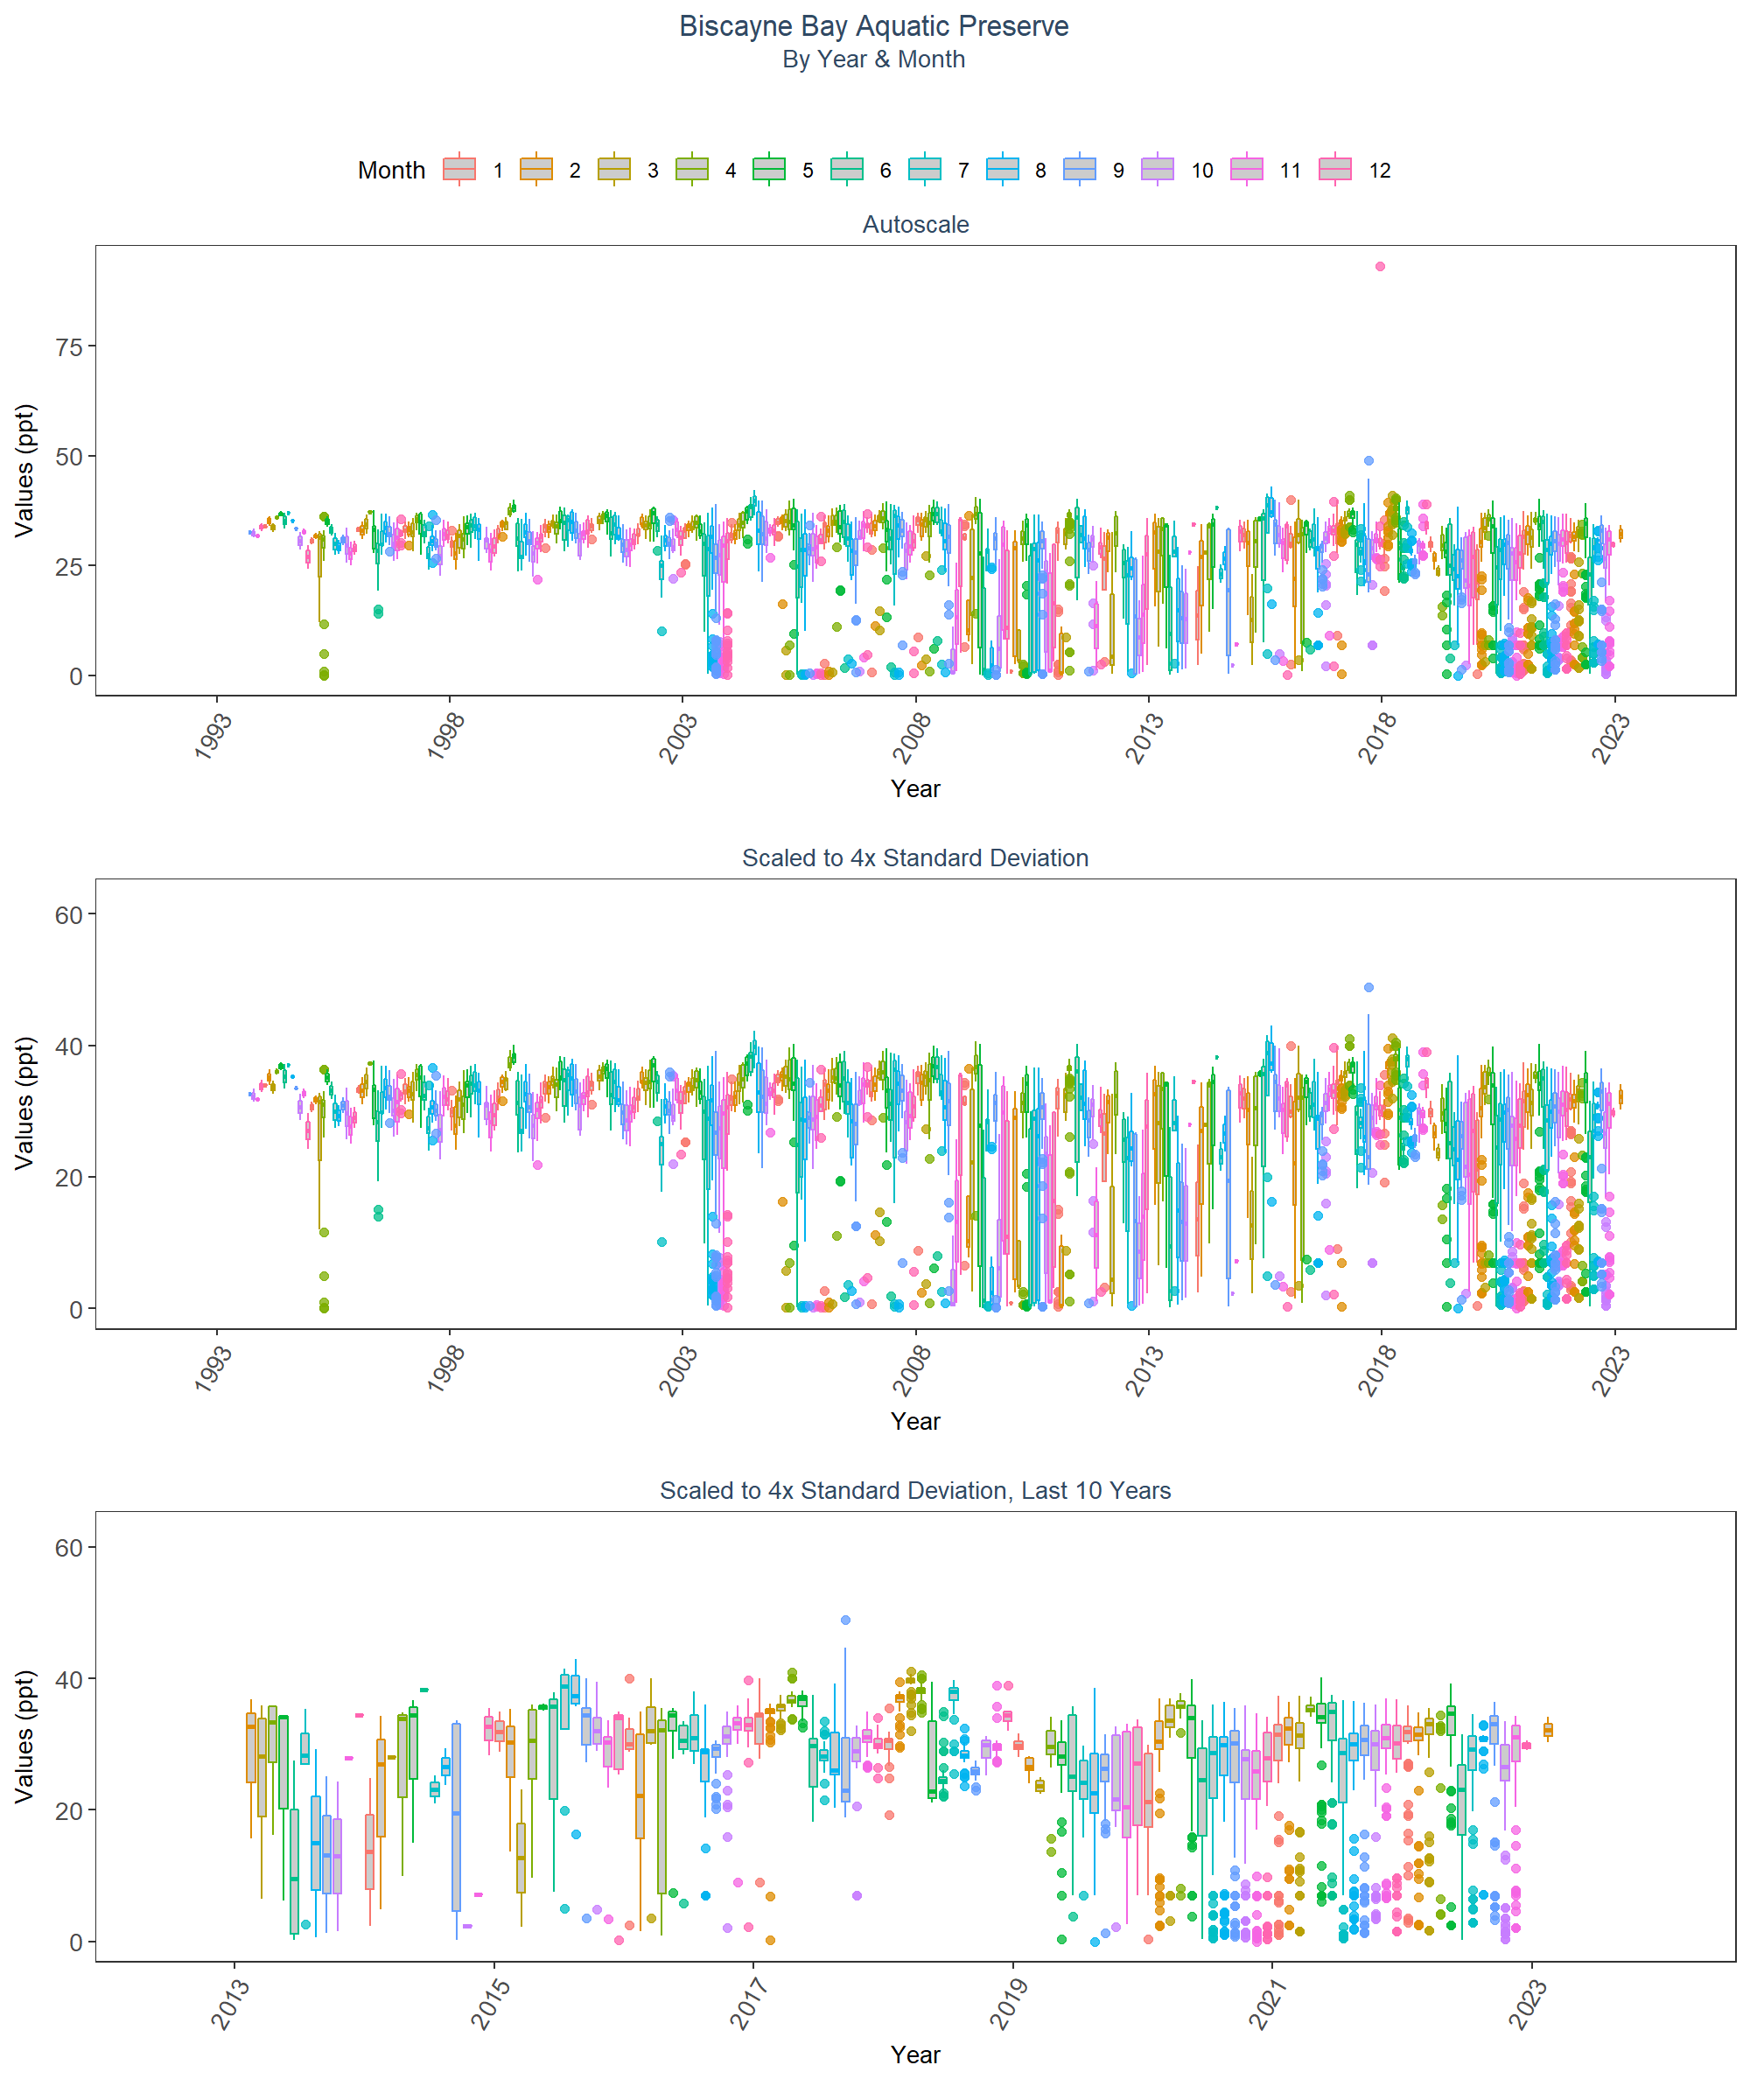 Biscayne Bay Aquatic Preserve
By Year & Month
Month 1 2 3 4 5 6 7 8 9 10 11 12
Autoscale
Values (ppt)
75
50
25
0
1993 1998 2003 2008 2013 2018 2023
Year
Scaled to 4x Standard Deviation
Values (ppt)
60
40
20
0
1993 1998 2003 2008 2013 2018 2023
Year
Scaled to 4x Standard Deviation, Last 10 Years
Values (ppt)
60
40
20
0
2013 2015 2017 2019 2021 2023
Year